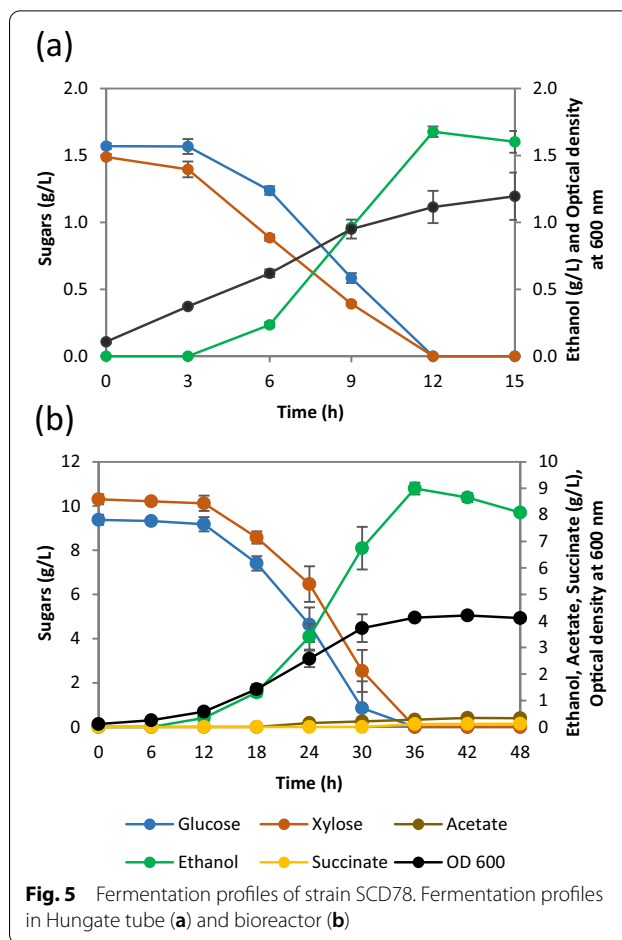 (a)
2.0 2.0
1.5 1.5
1.0 1.0
0.5 0.5
0.0 0.0
Sugars (g/L)
Ethanol (g/L) and Optical density
at 600 nm
0 3 6 9 12 15
Time (h)
(b)
12 10
9
10
8
8 7
6
6 5
4
4
3
2 2
1
0 0
Sugars (g/L)
Ethanol, Acetate, Succinate (g/L),
Optical density at 600 nm
0 6 12 18 24 30 36 42 48
Time (h)
Glucose Xylose Acetate
Ethanol Succinate OD 600
Fig. 5 Fermentation profiles of strain SCD78. Fermentation profiles
in Hungate tube (a) and bioreactor (b)